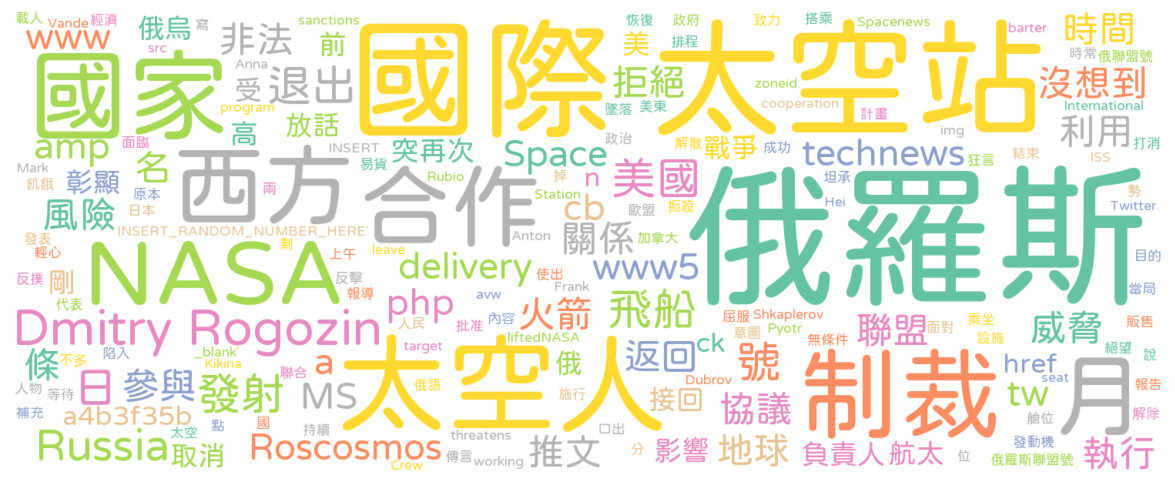 載人 Vande 經濟 俄烏 寫 sanctions 恢復 政府 致力 搭乘 Spacenews barter
www src 非法 前 美 排程 時間 時常 俄聯盟號
國家 國際太空站 沒想到
Anna 受 退出 拒絕 zoneid International
program 高 放話 墜落 美東 cooperation 計畫 利用
amp 面臨 INSERT 政治 解散 戰爭 成功 img 打消
名 易貨 突再次 Space technews 狂言 結束 ISS
Mark 飢餓 彰顯 原本 西方 兩 合作 Rubio 掉 n 美國 坦承 Hei 勢
風險 日本 Station cb 歐盟 扼殺 俄羅斯 Twitter
INSERT_RANDOM_NUMBER_HERE' Anton 關係 加拿大
發表 輕心 剩 上午 leave 目的
反撲 剛 NASA 反擊 delivery 使出 www5 當局
代表 報導 php avw Frank 火箭 飛船 屈服 Shkaplerov 無條件 聯盟 面對 乘坐 威脅 販售
Dmitry Rogozin 人民 批准 內容 liftedNASA 意圖 Pyotr 設施 絕望 說
條 不多 陷入 _blank' Kikina target 太空人 俄 返回 ck 號 制裁 href 月
人物 等待 日 參與 發射 聯合 a 俄語 施行 接回 Dubrov seat 報告
補充 a4b3f35b 點 國 MS 口出 協議 tw 艙位 解除
Russia 太空 取消 Roscosmos 持續 Crew threatens 傳言 working 推文 分 影響 地球 負責人 航太 位 發動機 俄羅斯聯盟號 執行